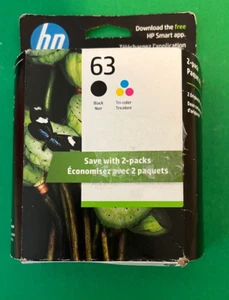 Download the free
HP Smart app.
Téléchargez l'application
hp
63
Black
Noir
Tri-color
Tricolore
Save with 2-packs
Économisez avec 2 paquets